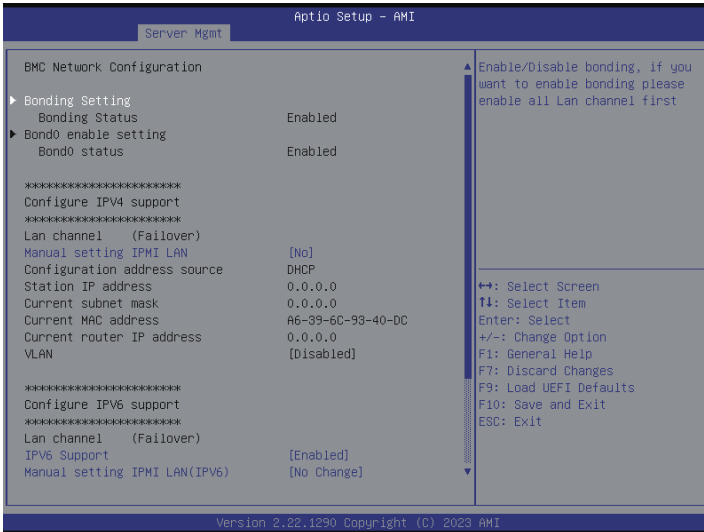 Aptio Setup – AMI
Server Mgmt
BMC Network Configuration
Bonding Setting
Bonding Status Enabled
Bond0 enable setting
Bond0 status Enabled
**********************
Configure IPV4 support
**********************
Lan channel (Failover)
Manual setting IPMI LAN [No]
Configuration address source DHCP
Station IP address 0.0.0.0
Current subnet mask 0.0.0.0
Current MAC address A6-39-6C-93-40-DC
Current router IP address 0.0.0.0
VLAN [Disabled]
**********************
Configure IPV6 support
**********************
Lan channel (Failover)
IPV6 Support [Enabled]
Manual setting IPMI LAN(IPV6) [No Change]
Enable/Disable bonding, if you
want to enable bonding please
enable all Lan channel first
↔: Select Screen
↑↓: Select Item
Enter: Select
+/-: Change Option
F1: General Help
F7: Discard Changes
F9: Load UEFI Defaults
F10: Save and Exit
ESC: Exit
Version 2.22.1290 Copyright (C) 2023 AMI